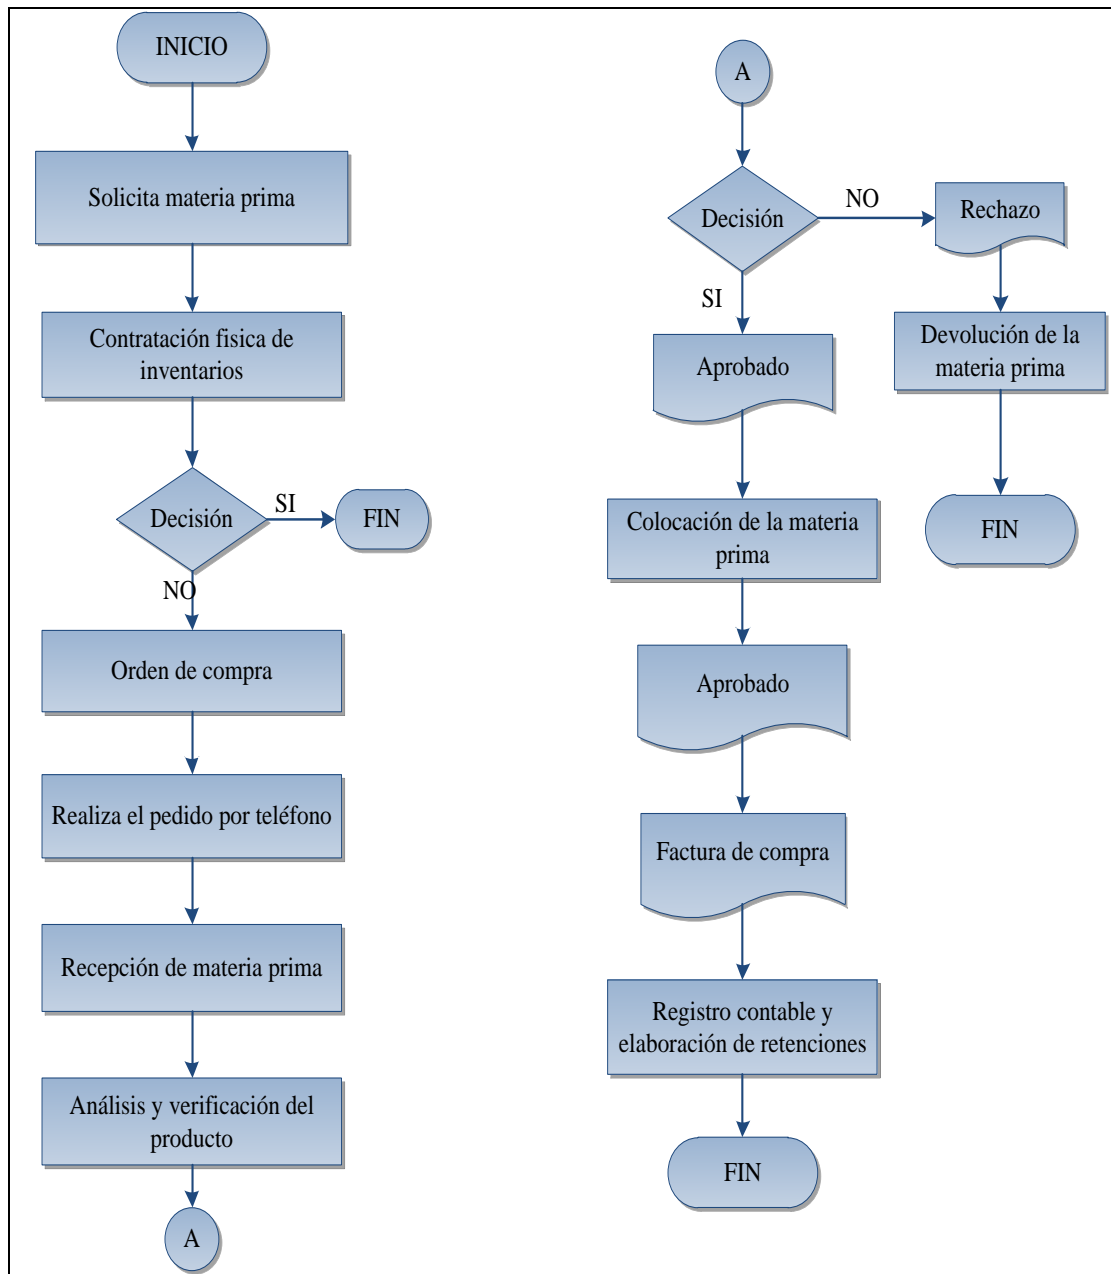 INICIO
Solicita materia prima
Contratación fisica de
inventarios
Decisión
SI
FIN
NO
Orden de compra
Realiza el pedido por teléfono
Recepción de materia prima
Análisis y verificación del
producto
A
A
Decisión
NO
Rechazo
SI
Aprobado
Devolución de la
materia prima
FIN
Colocación de la materia
prima
Aprobado
Factura de compra
Registro contable y
elaboración de retenciones
FIN